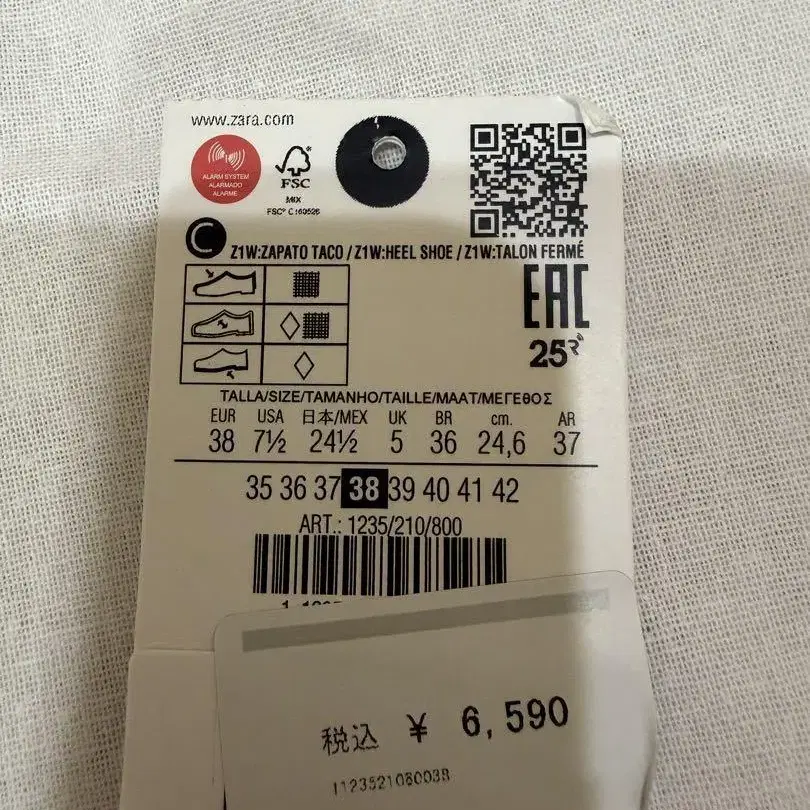 www.zara.com
ALARM SYSTEM
ALARMADO
ALARME
FSC
MIX
FSC® C160526
C
Z1W:ZAPATO TACO / Z1W:HEEL SHOE / Z1W:TALON FERMÉ
EAC
25
TALLA/SIZE/TAMANHO/TAILLE/MAAT/ΜΕΓΕΘΟΣ
EUR USA 日本/MEX UK BR cm. AR
38 7½ 24½ 5 36 24,6 37
35 36 37 38 39 40 41 42
ART.: 1235/210/800
税込 ¥ 6,590